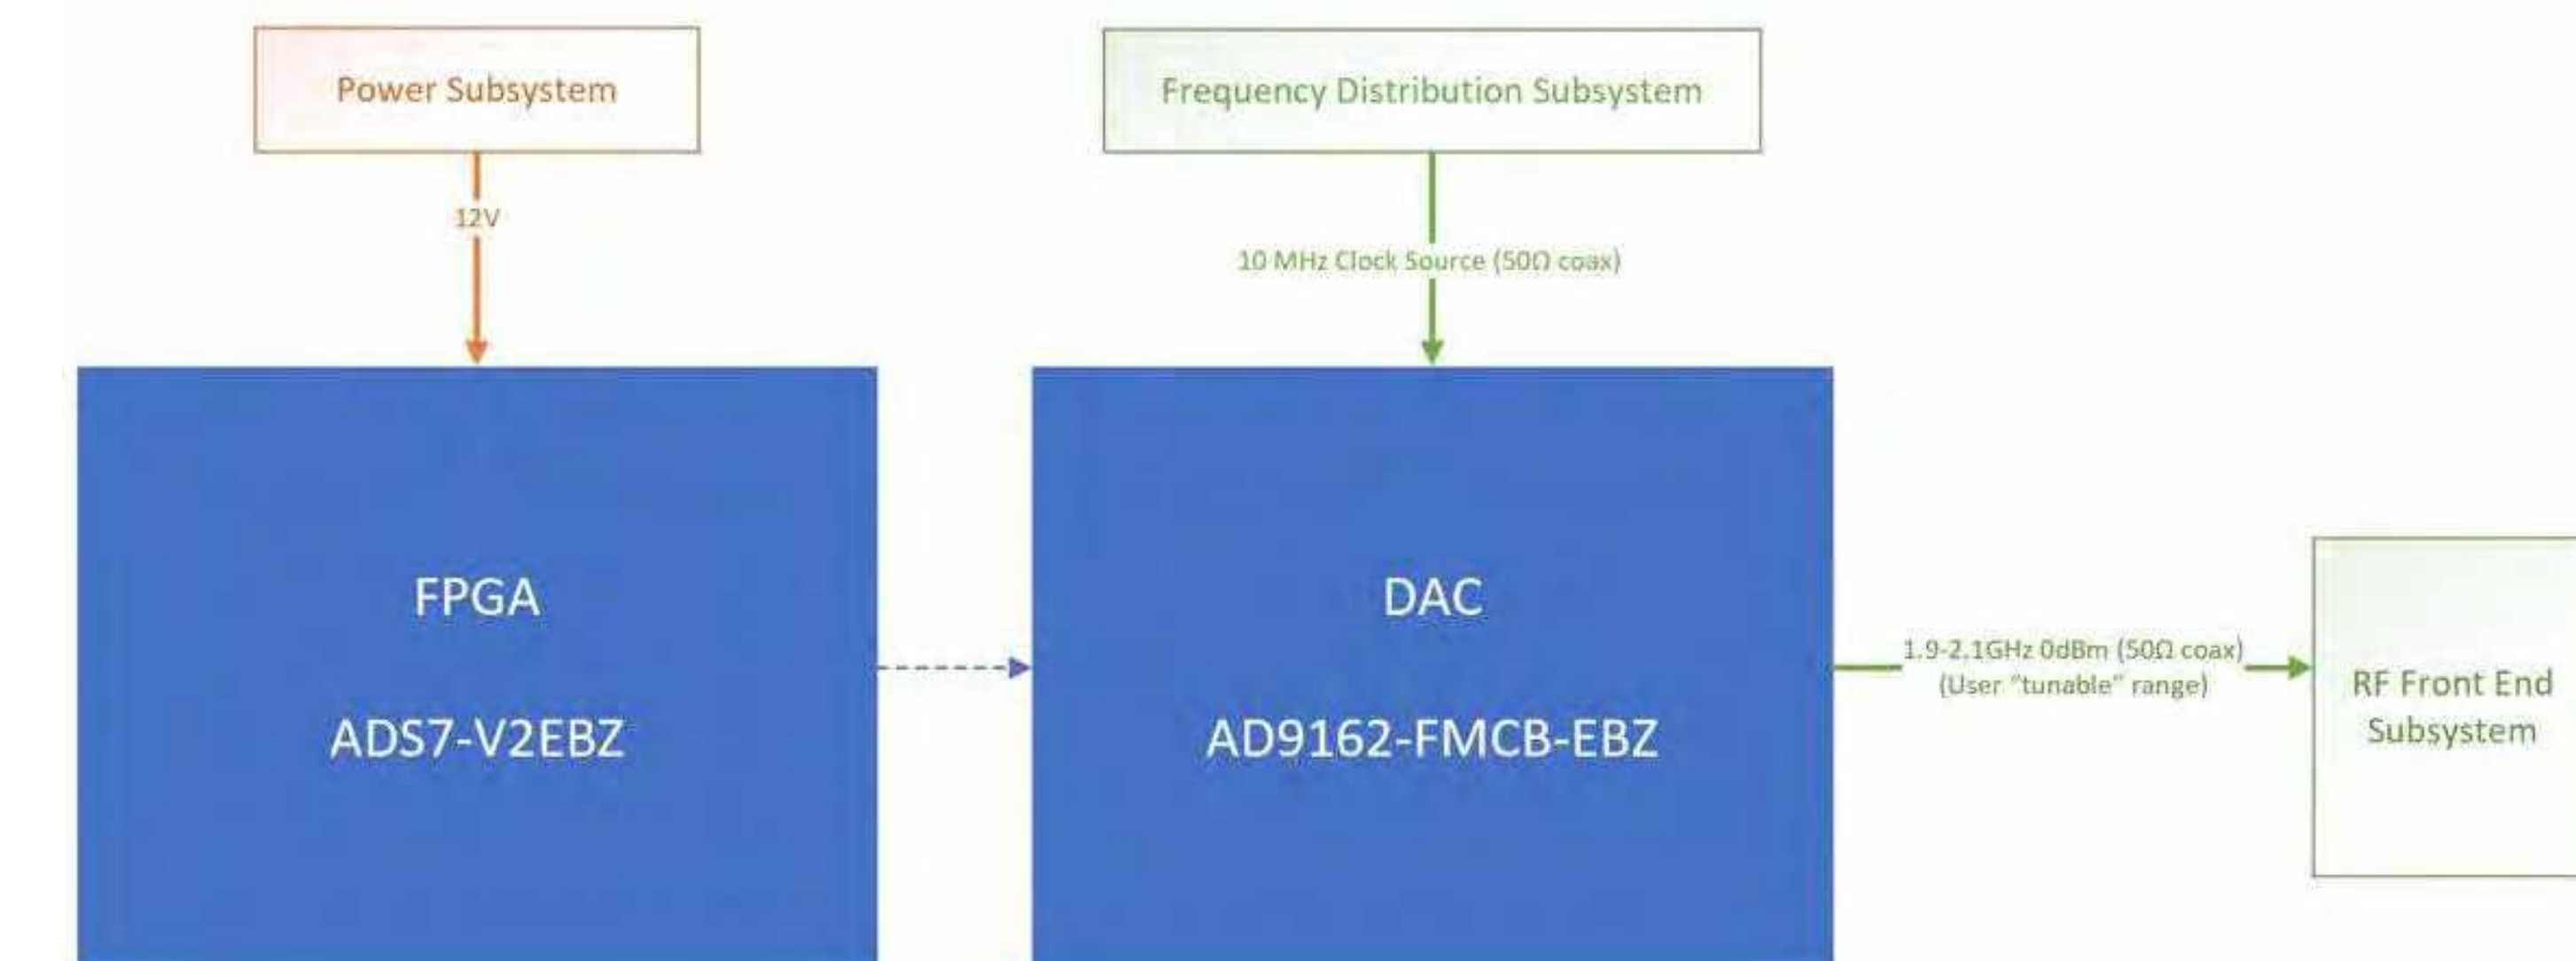 Power Subsystem
Frequency Distribution Subsystem
12V
10 MHz Clock Source (50Ω coax)
FPGA
ADS7-V2EBZ
DAC
AD9162-FMCB-EBZ
1.9-2.1GHz 0dBm (50Ω coax)
(User "tunable" range)
RF Front End
Subsystem